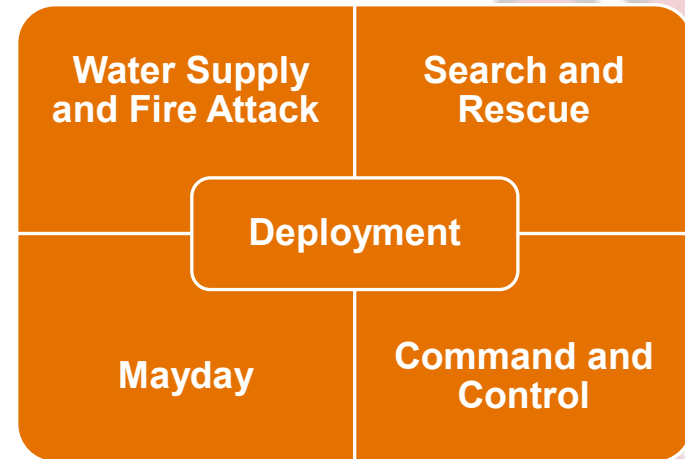 Water Supply
and Fire Attack
Search and
Rescue
Deployment
Mayday
Command and
Control